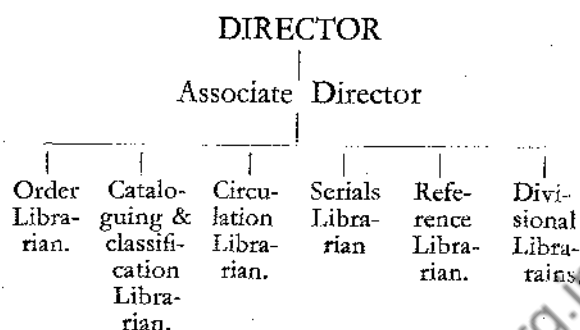 DIRECTOR
Associate Director
Order
Libra-
rian.
Catalo-
guing &
classifi-
cation
Libra-
rian.
Circu-
lation
Libra-
rian.
Serials
Libra-
rian
Refe-
rence
Libra-
rian.
Divi-
sional
Libra-
rains.
rg.i